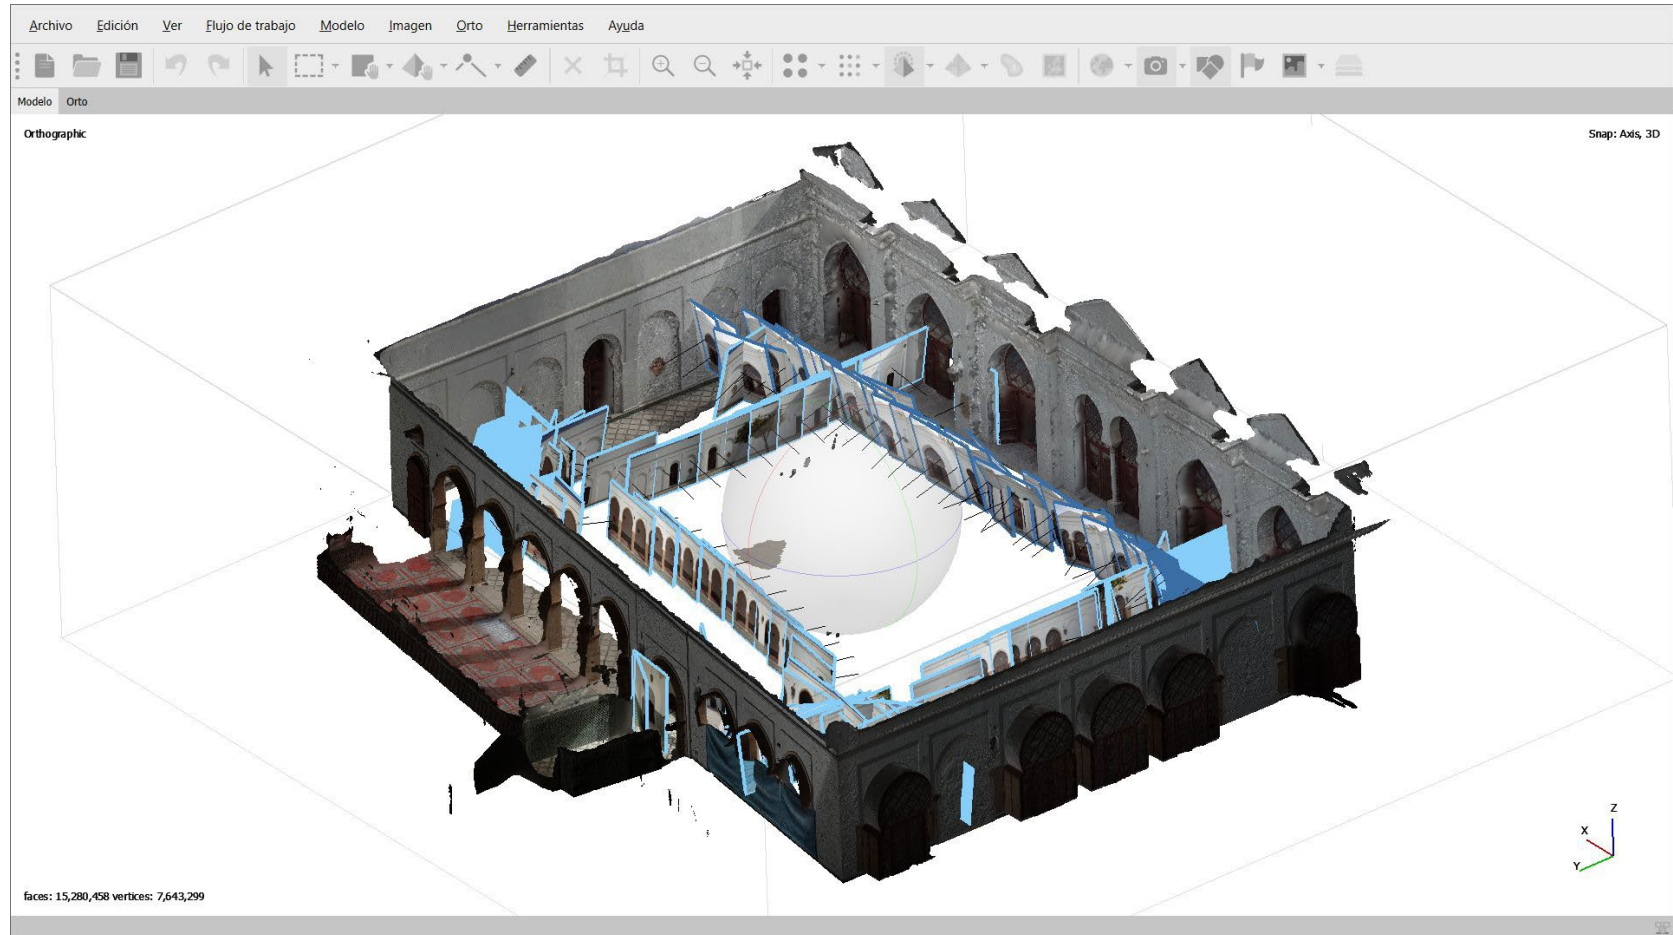 Archivo Edición Ver Flujo de trabajo Modelo Imagen Orto Herramientas Ayuda
Modelo Orto
Orthographic
Snap: Axis, 3D
Z
X
Y
faces: 15,280,458 vertices: 7,643,299